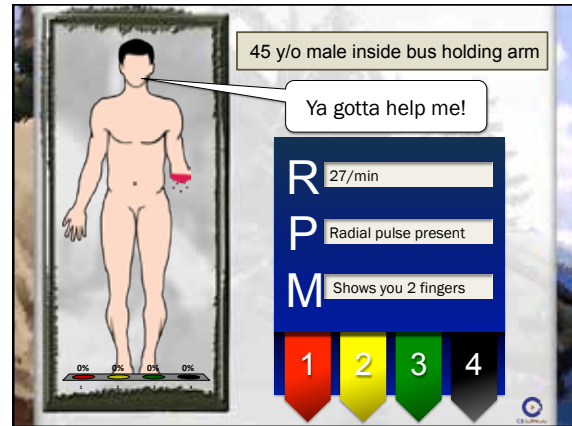 45 y/o male inside bus holding arm
Ya gotta help me!
R 27/min
P Radial pulse present
M Shows you 2 fingers
1 2 3 4
0% 0% 0% 0%